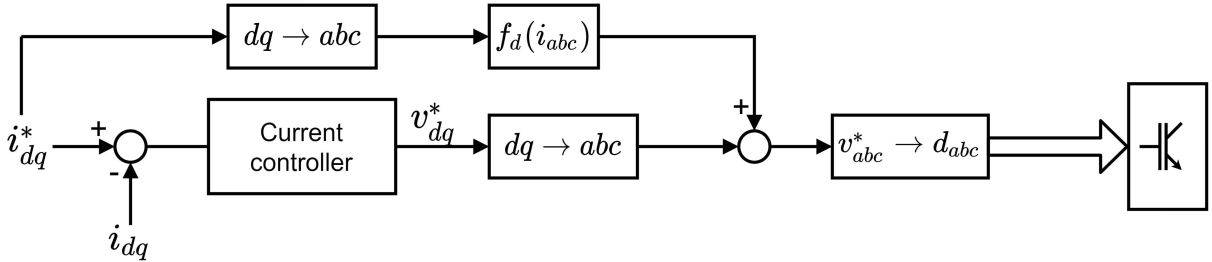 dq → abc
f_d(i_abc)
+
i*_dq
+
-
Current
controller
v*_dq
dq → abc
v*_abc → d_abc
i_dq